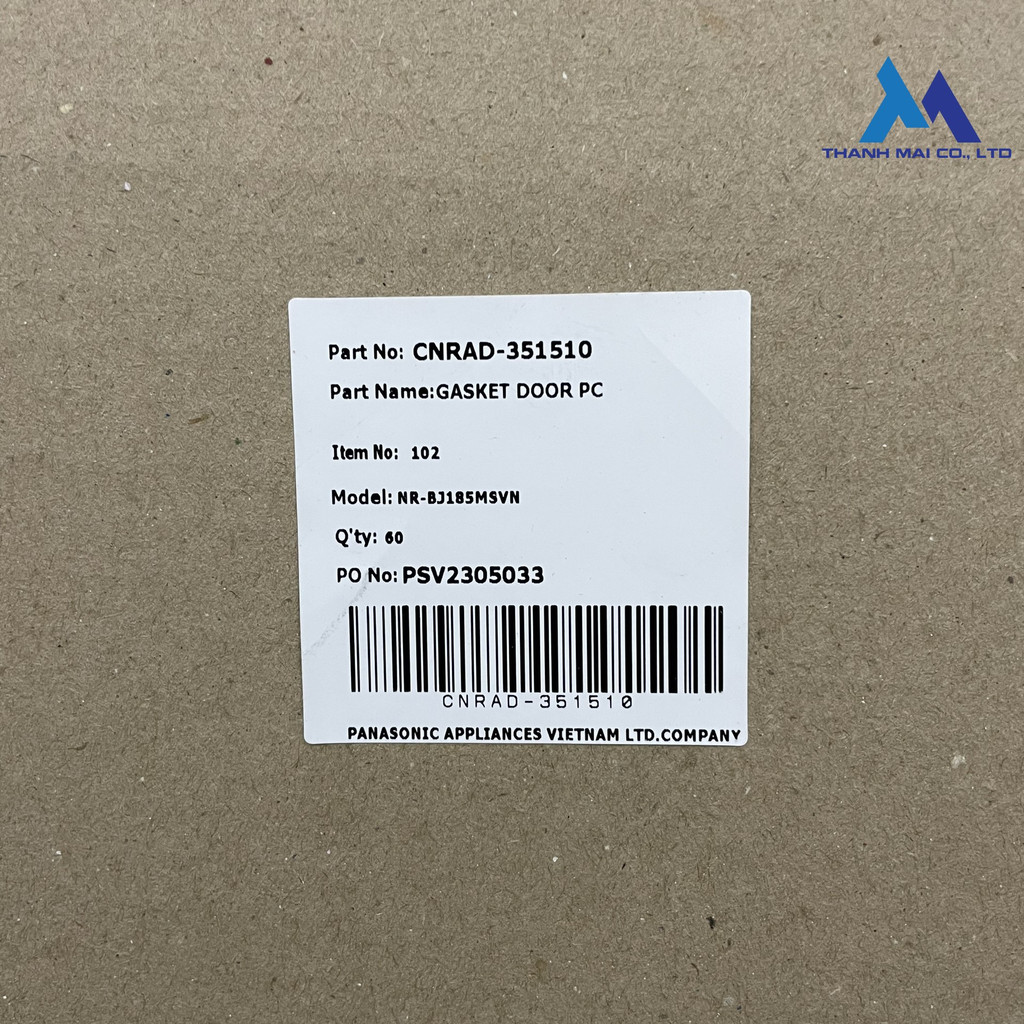 THANH MAI CO., LTD
Part No: CNRAD-351510
Part Name:GASKET DOOR PC
Item No: 102
Model: NR-BJ185MSVN
Q'ty: 60
PO No: PSV2305033
CNRAD-351510
PANASONIC APPLIANCES VIETNAM LTD.COMPANY